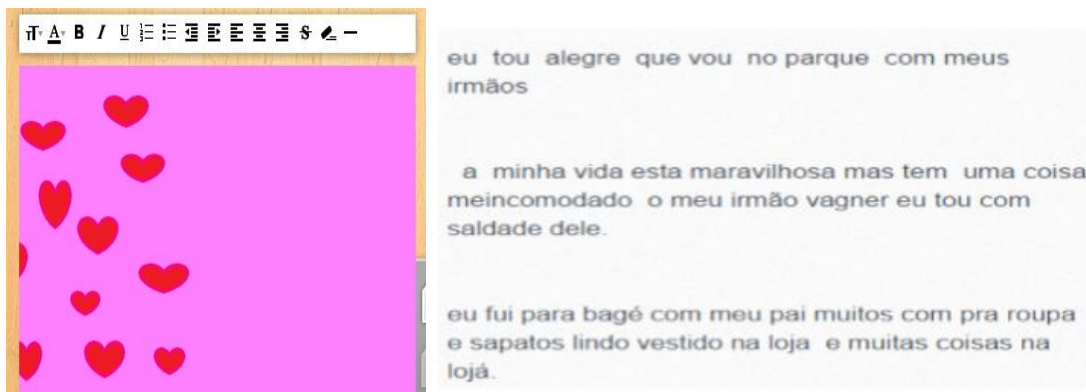 T A B I U S
eu tou alegre que vou no parque com meus
irmãos
a minha vida esta maravilhosa mas tem uma coisa
meincomodado o meu irmão vagner eu tou com
saldade dele.
eu fui para bagé com meu pai muitos com pra roupa
e sapatos lindo vestido na loja e muitas coisas na
lojá.